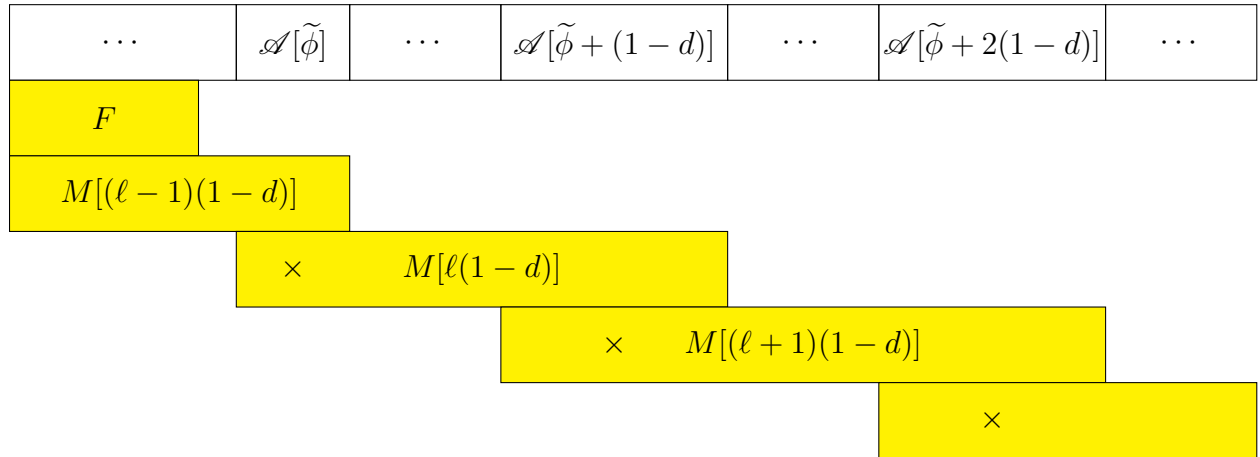 ⋯ 𝒜[ϕ̃] ⋯ 𝒜[ϕ̃ + (1 − d)] ⋯ 𝒜[ϕ̃ + 2(1 − d)] ⋯
F
M[(ℓ − 1)(1 − d)]
× M[ℓ(1 − d)]
× M[(ℓ + 1)(1 − d)]
×